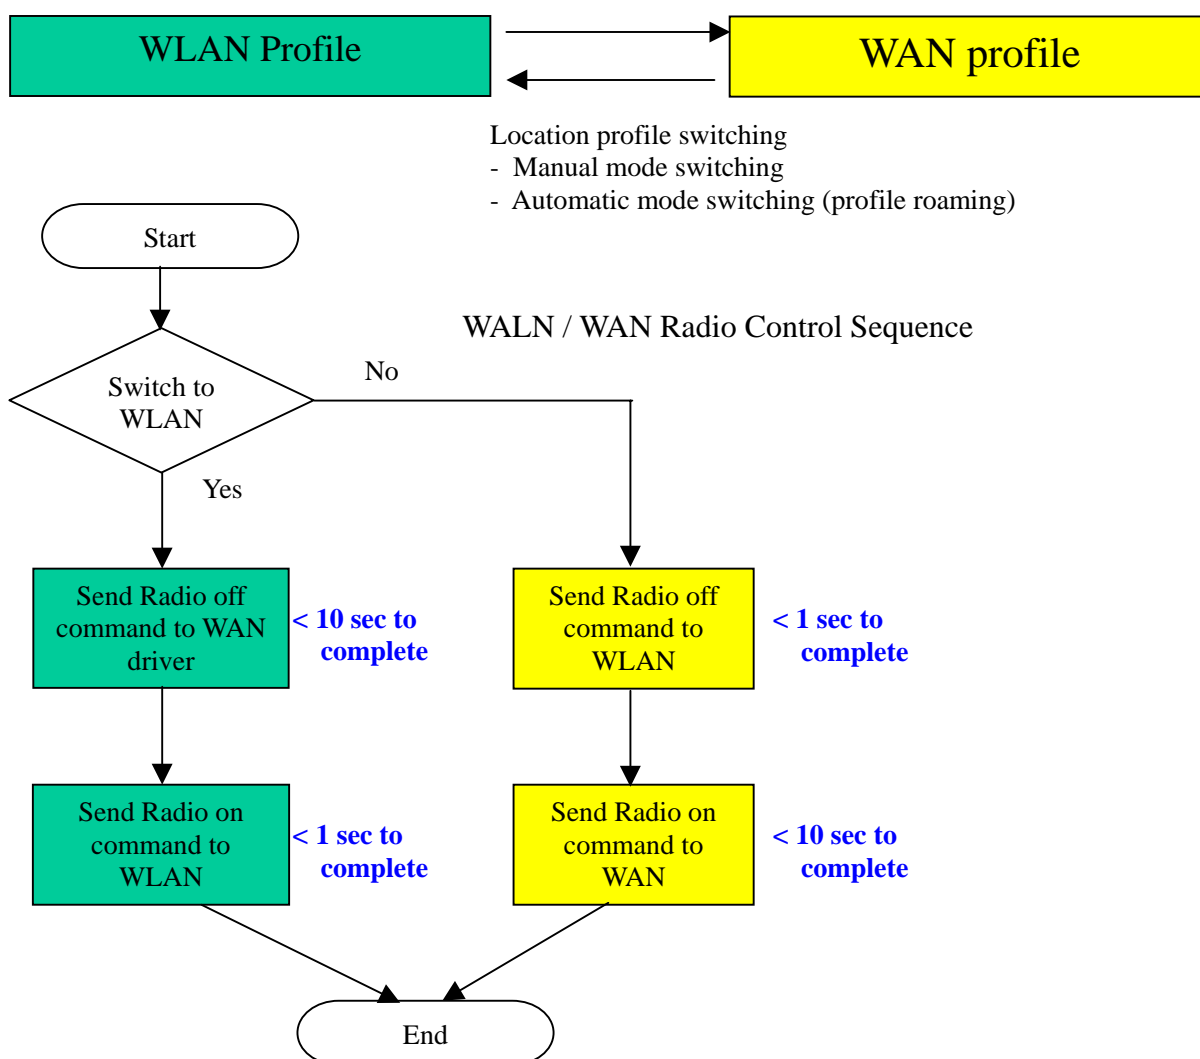 WLAN Profile
WAN profile
Location profile switching
- Manual mode switching
- Automatic mode switching (profile roaming)
Start
WALN / WAN Radio Control Sequence
Switch to
WLAN
No
Yes
Send Radio off
command to WAN
driver
< 10 sec to
complete
Send Radio off
command to
WLAN
< 1 sec to
complete
Send Radio on
command to
WLAN
< 1 sec to
complete
Send Radio on
command to
WAN
< 10 sec to
complete
End